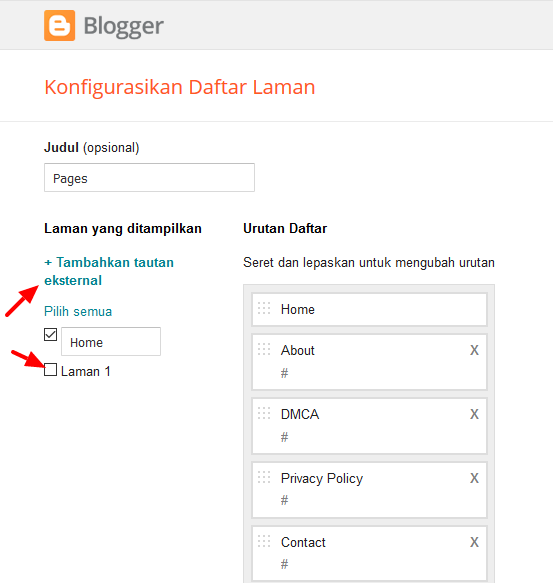 Blogger
Konfigurasikan Daftar Laman
Judul (opsional)
Pages
Laman yang ditampilkan
+ Tambahkan tautan
eksternal
Pilih semua
Home
Laman 1
Urutan Daftar
Seret dan lepaskan untuk mengubah urutan
Home
About X
#
DMCA X
#
Privacy Policy X
#
Contact X
#